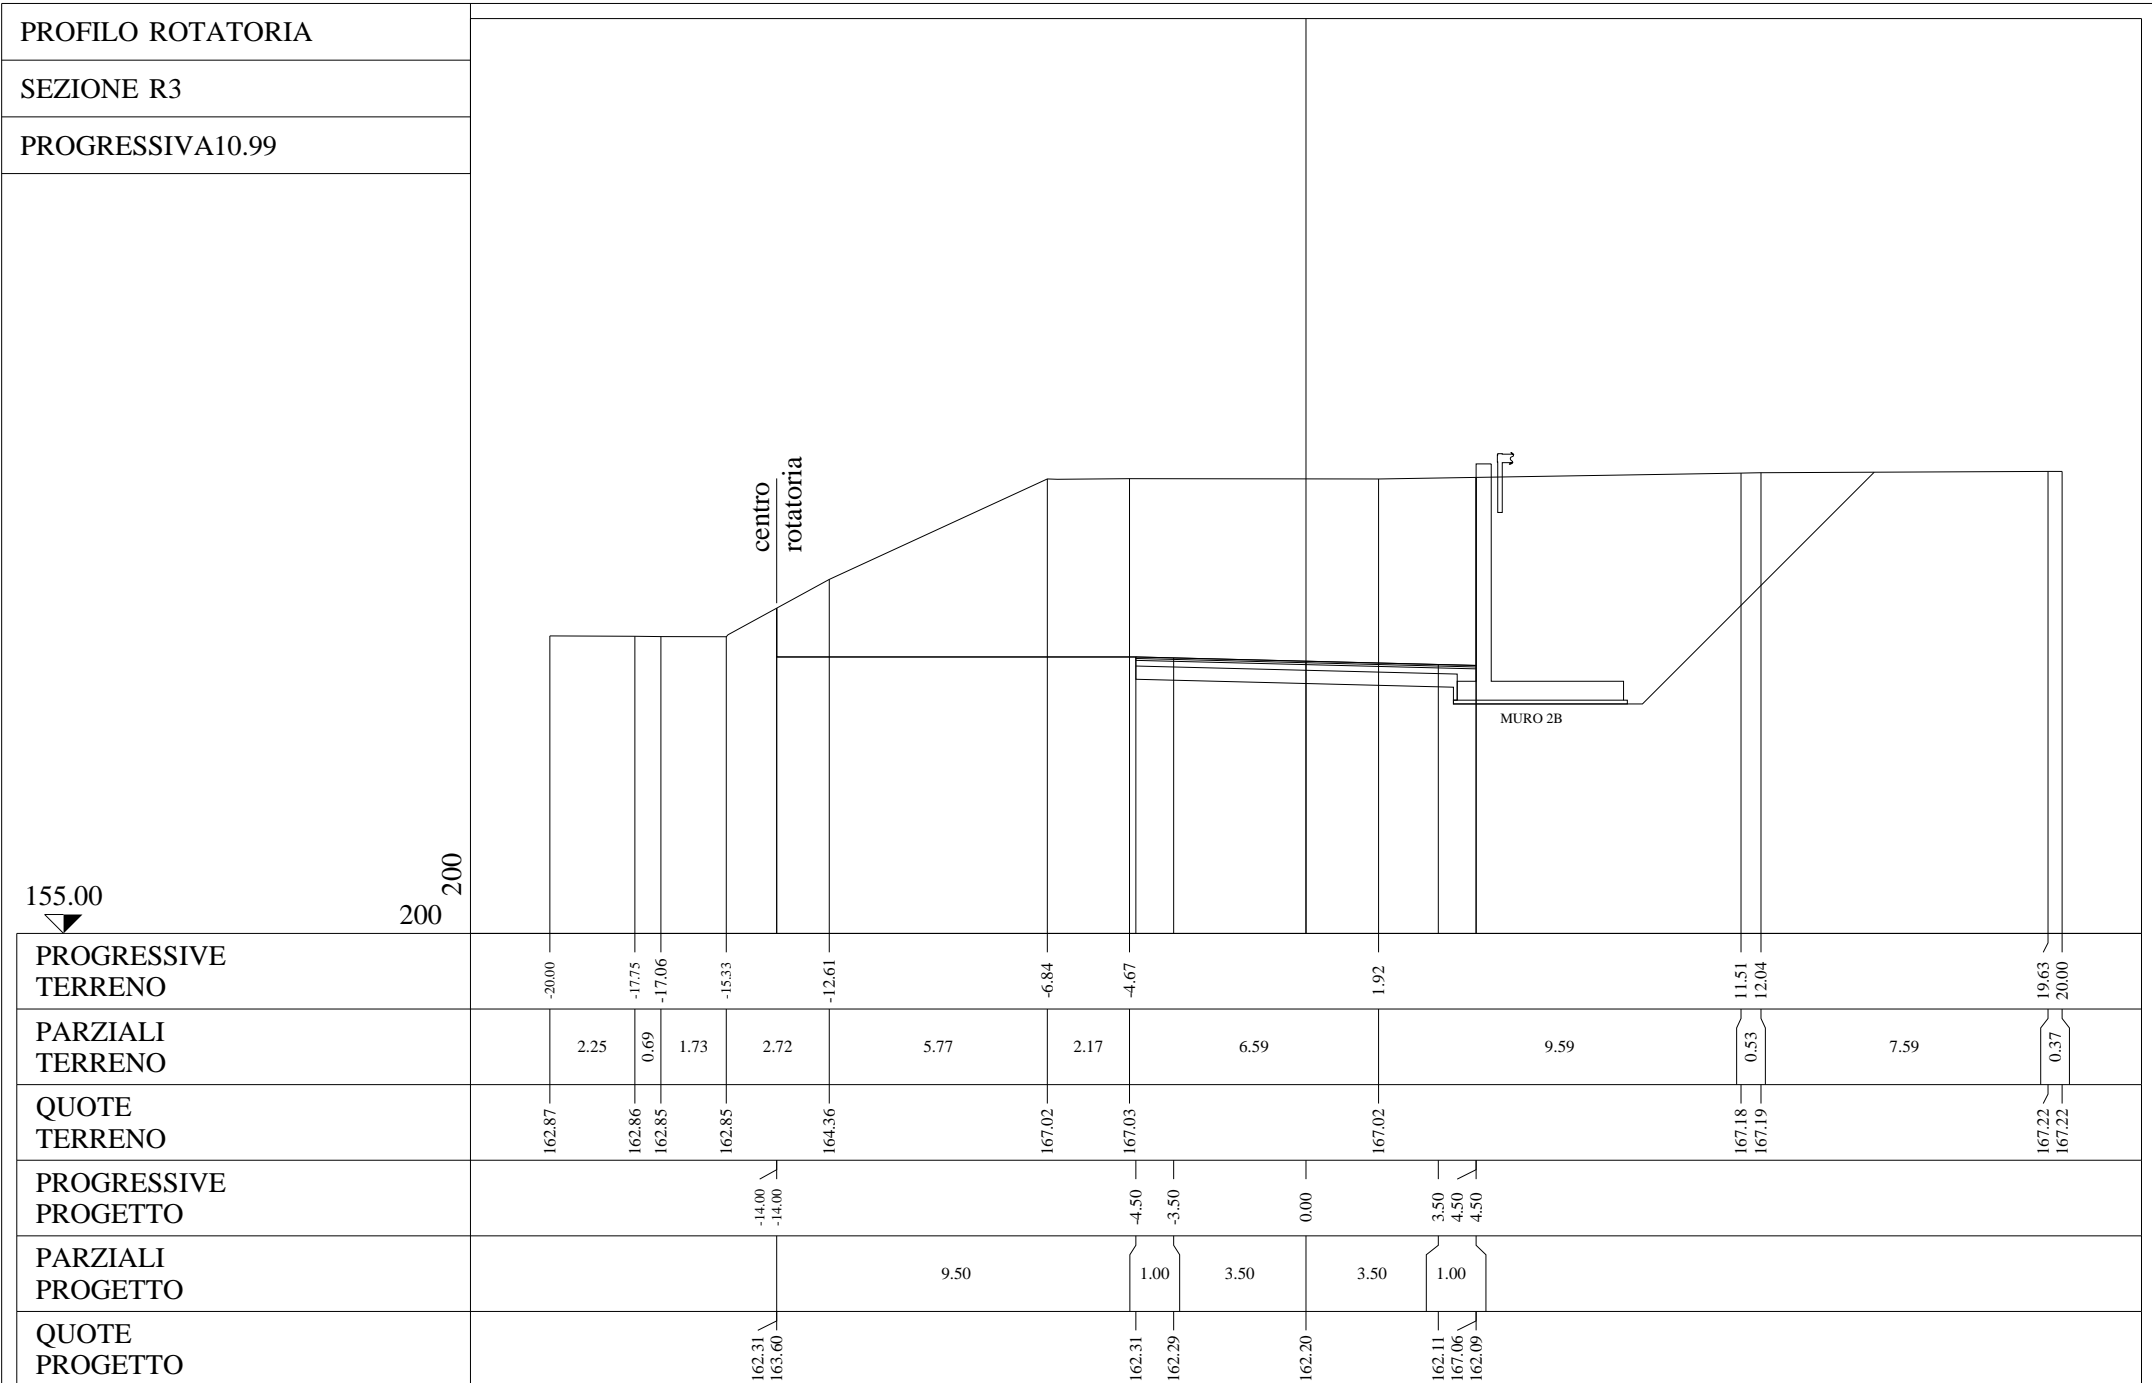 PROFILO ROTATORIA
SEZIONE R3
PROGRESSIVA10.99
centro
rotatoria
MURO 2B
200
155.00
200
PROGRESSIVE
TERRENO
-20.00 -17.75 -17.06 -15.33 -12.61 -6.84 -4.67 1.92 11.51 12.04 19.63 20.00
PARZIALI
TERRENO
2.25 0.69 1.73 2.72 5.77 2.17 6.59 9.59 0.53 7.59 0.37
QUOTE
TERRENO
162.87 162.86 162.85 162.85 164.36 167.02 167.03 167.02 167.18 167.19 167.22 167.22
PROGRESSIVE
PROGETTO
-14.00 -14.00 -4.50 -3.50 0.00 3.50 4.50 4.50
PARZIALI
PROGETTO
9.50 1.00 3.50 3.50 1.00
QUOTE
PROGETTO
162.31 163.60 162.31 162.29 162.20 162.11 167.06 162.09